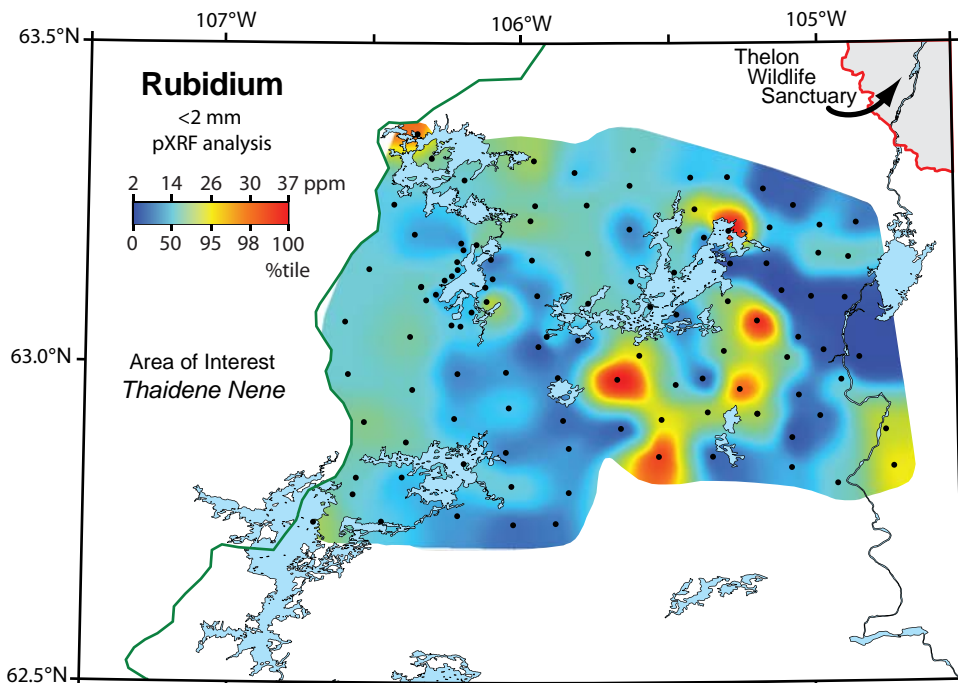 107°W 106°W 105°W
63.5°N
Rubidium
<2 mm
pXRF analysis
2 14 26 30 37 ppm
0 50 95 98 100
%tile
Thelon
Wildlife
Sanctuary
63.0°N
Area of Interest
Thaidene Nene
62.5°N